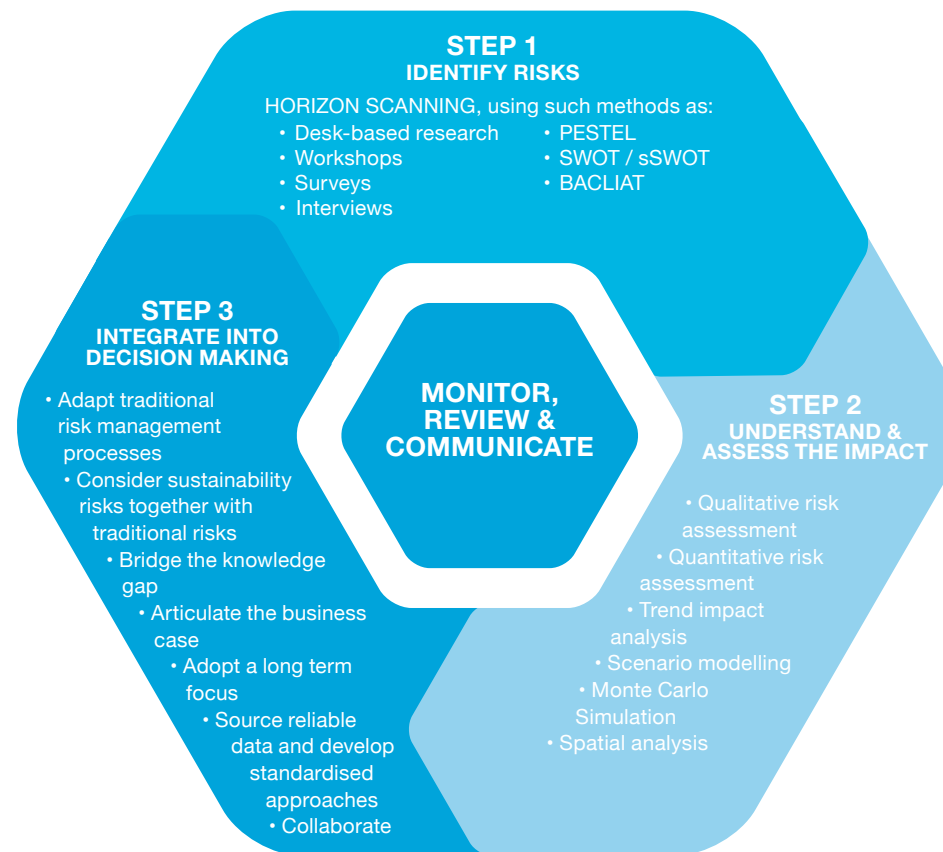 STEP 1
IDENTIFY RISKS
HORIZON SCANNING, using such methods as:
• Desk-based research
• Workshops
• Surveys
• Interviews
• PESTEL
• SWOT / sSWOT
• BACLIAT
STEP 2
UNDERSTAND &
ASSESS THE IMPACT
• Qualitative risk
assessment
• Quantitative risk
assessment
• Trend impact
analysis
• Scenario modelling
• Monte Carlo
Simulation
• Spatial analysis
STEP 3
INTEGRATE INTO
DECISION MAKING
• Adapt traditional
risk management
processes
• Consider sustainability
risks together with
traditional risks
• Bridge the knowledge
gap
• Articulate the business
case
• Adopt a long term
focus
• Source reliable
data and develop
standardised
approaches
• Collaborate
MONITOR,
REVIEW &
COMMUNICATE